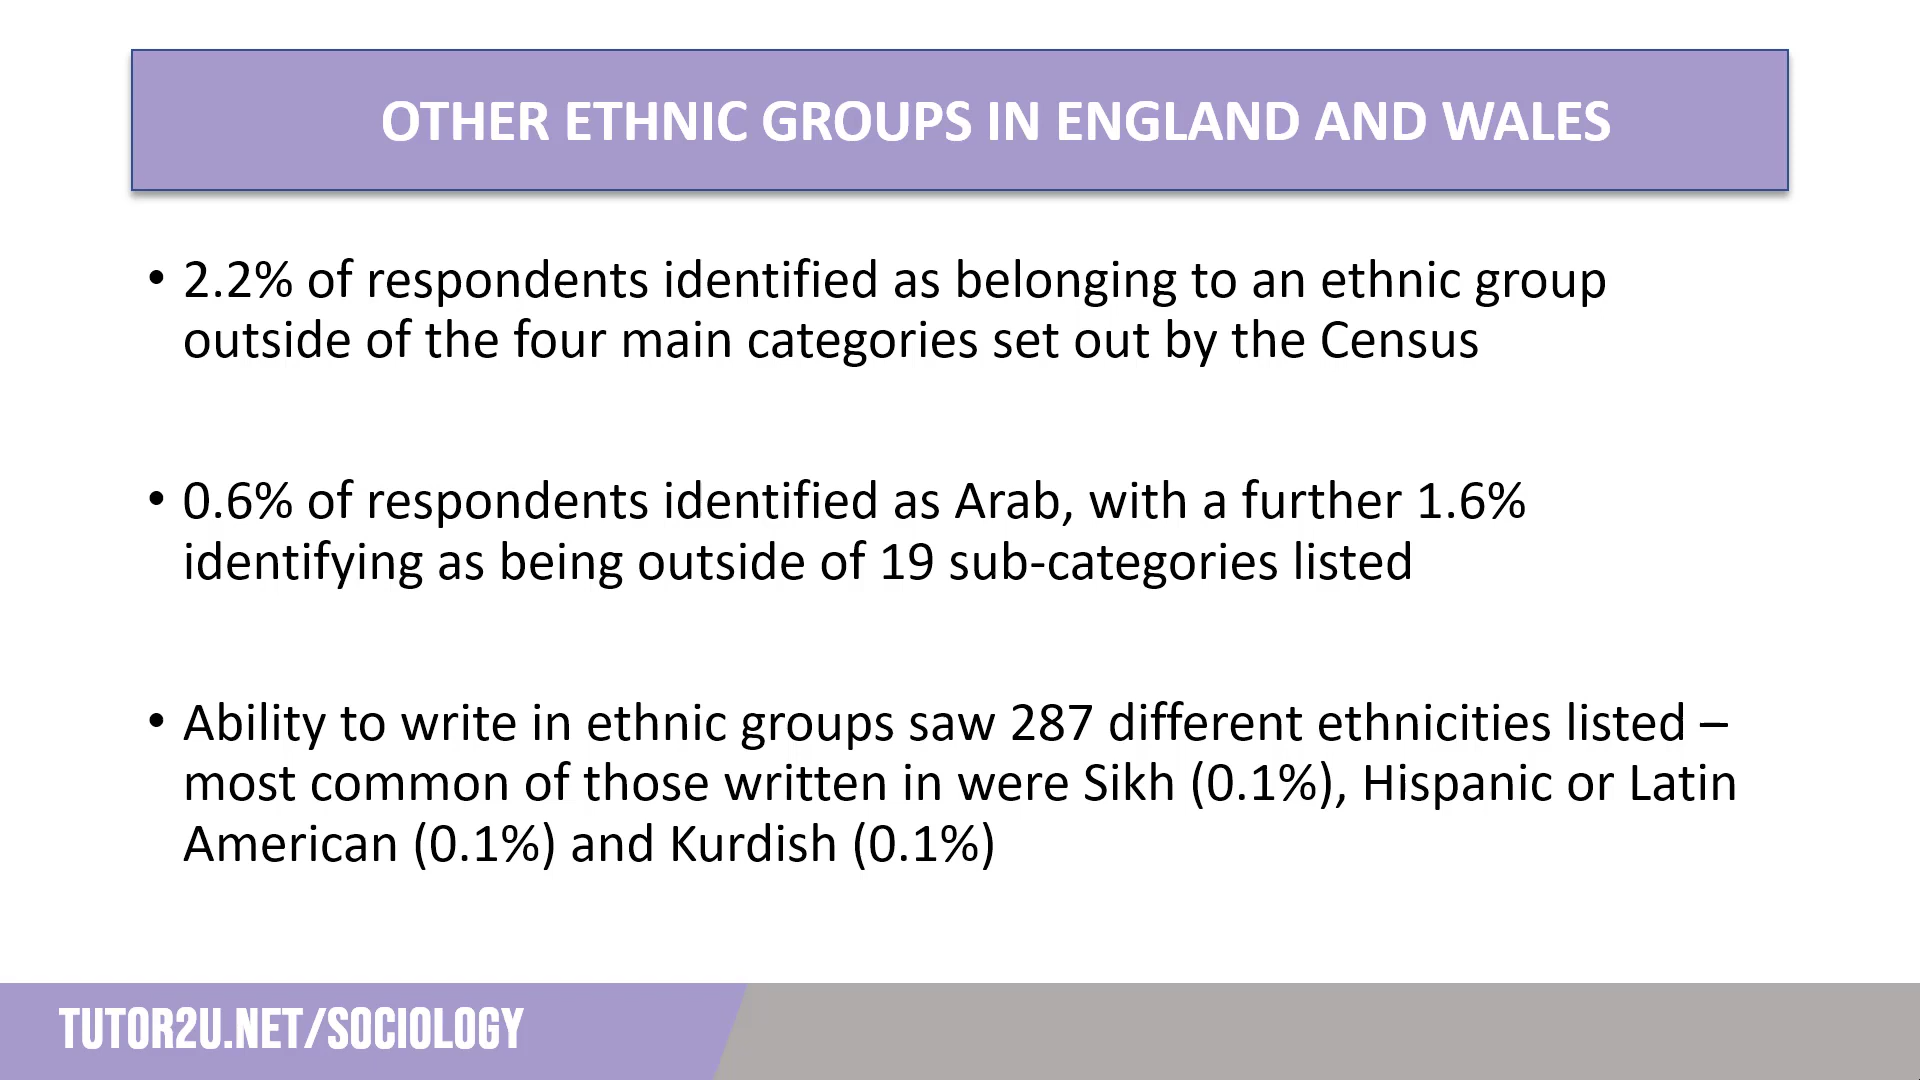 OTHER ETHNIC GROUPS IN ENGLAND AND WALES
• 2.2% of respondents identified as belonging to an ethnic group
outside of the four main categories set out by the Census
• 0.6% of respondents identified as Arab, with a further 1.6%
identifying as being outside of 19 sub-categories listed
• Ability to write in ethnic groups saw 287 different ethnicities listed –
most common of those written in were Sikh (0.1%), Hispanic or Latin
American (0.1%) and Kurdish (0.1%)
TUTOR2U.NET/SOCIOLOGY